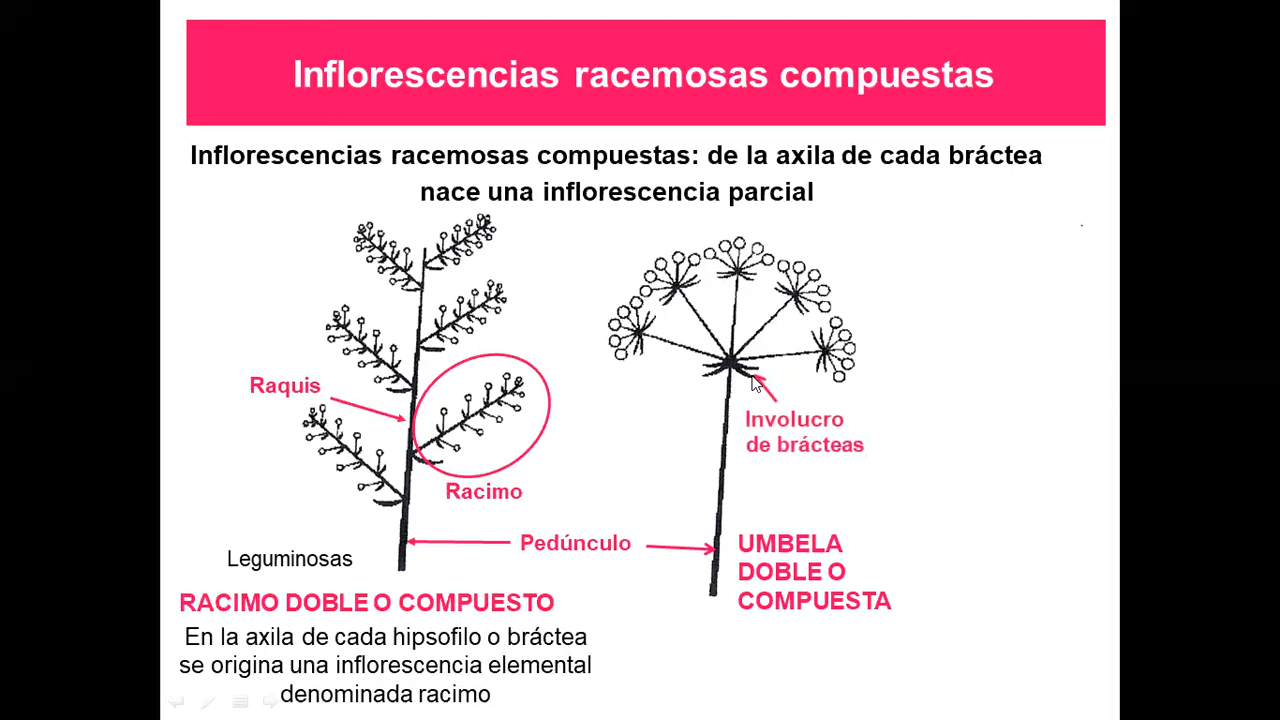 Inflorescencias racemosas compuestas
Inflorescencias racemosas compuestas: de la axila de cada bráctea
nace una inflorescencia parcial
Raquis
Racimo
Involucro
de brácteas
Pedúnculo
Leguminosas
RACIMO DOBLE O COMPUESTO
En la axila de cada hipsofilo o bráctea
se origina una inflorescencia elemental
denominada racimo
UMBELA
DOBLE O
COMPUESTA